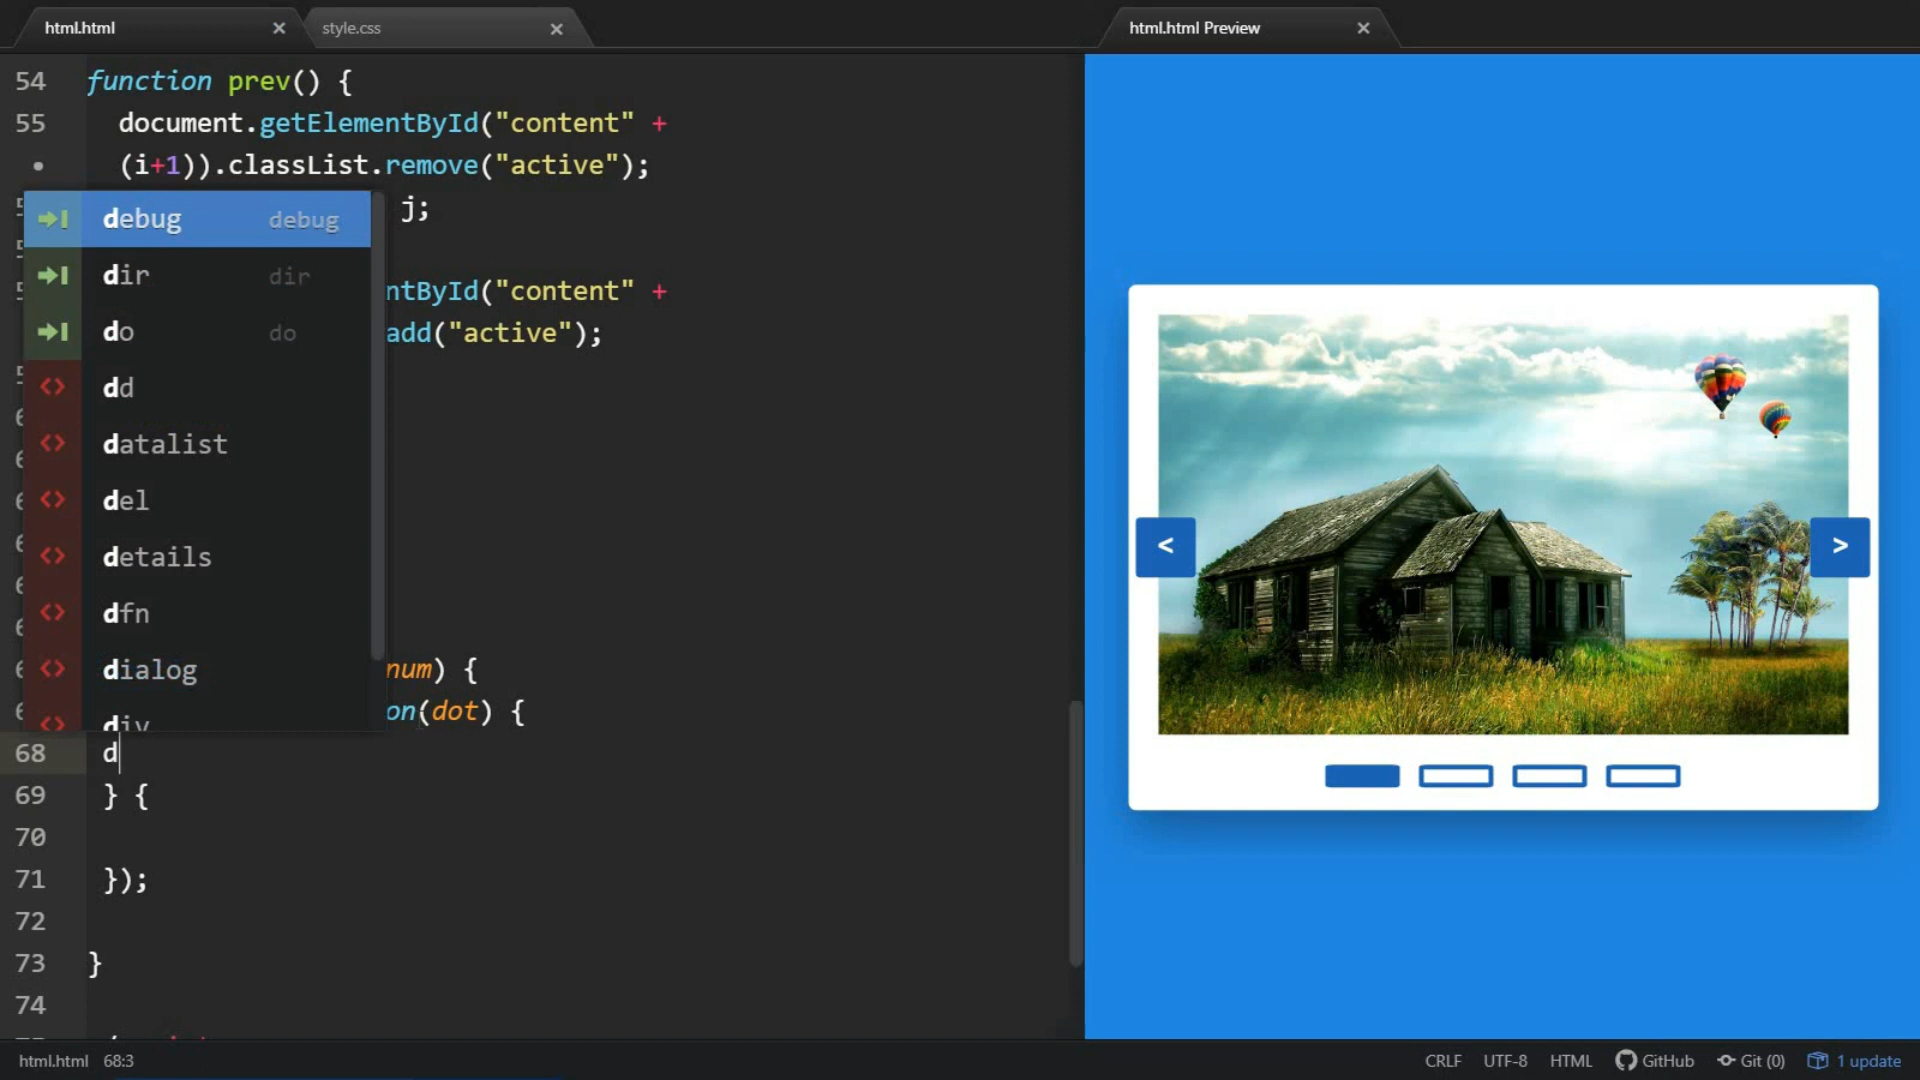 html.html
style.css
html.html Preview
54 function prev() {
55 document.getElementById("content" +
(i+1)).classList.remove("active");
j;
ntById("content" +
add("active");
debug debug
dir dir
do do
dd
datalist
del
details
dfn
dialog
div
num) {
on(dot) {
68 d
69 } {
70
71 });
72
73 }
74
<
>
html.html 68:3
CRLF UTF-8 HTML GitHub Git (0) 1 update